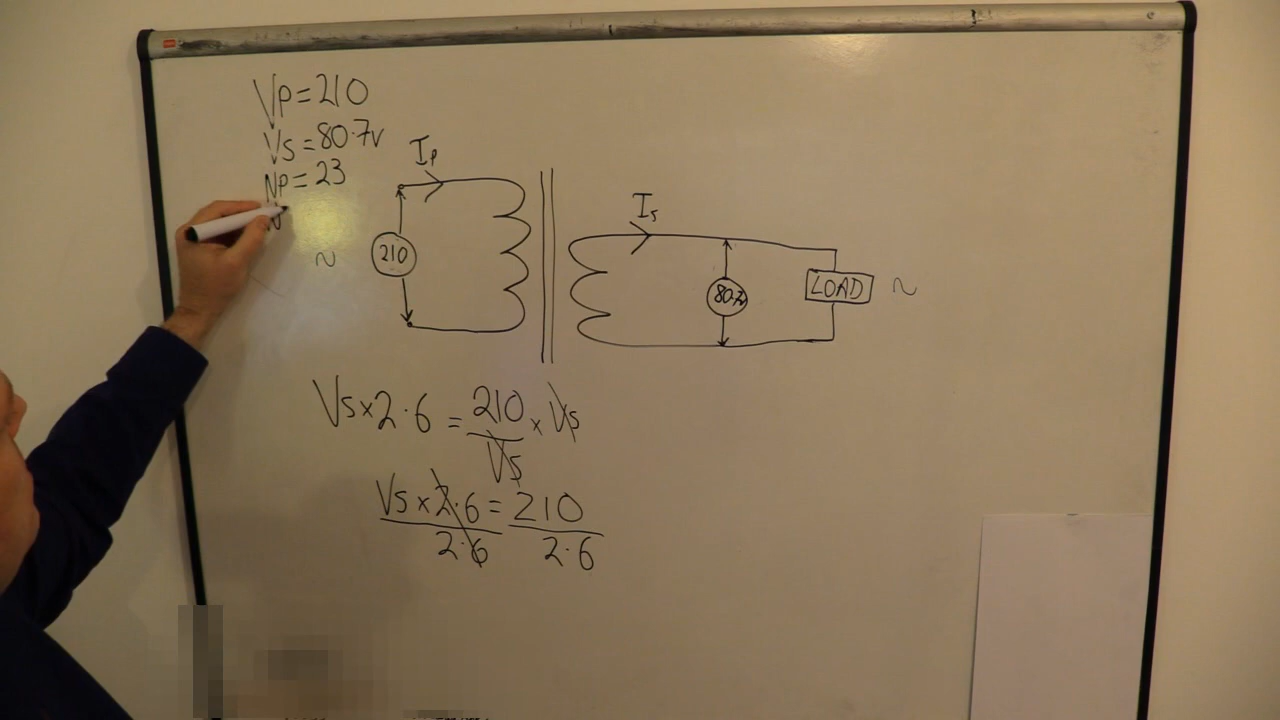 Vp=210
Vs=80.7v
Np=23
Ip
Is
210
~
80.7v
LOAD
~
Vs×2.6=210/Vs×Vs
Vs×2.6/2.6=210/2.6